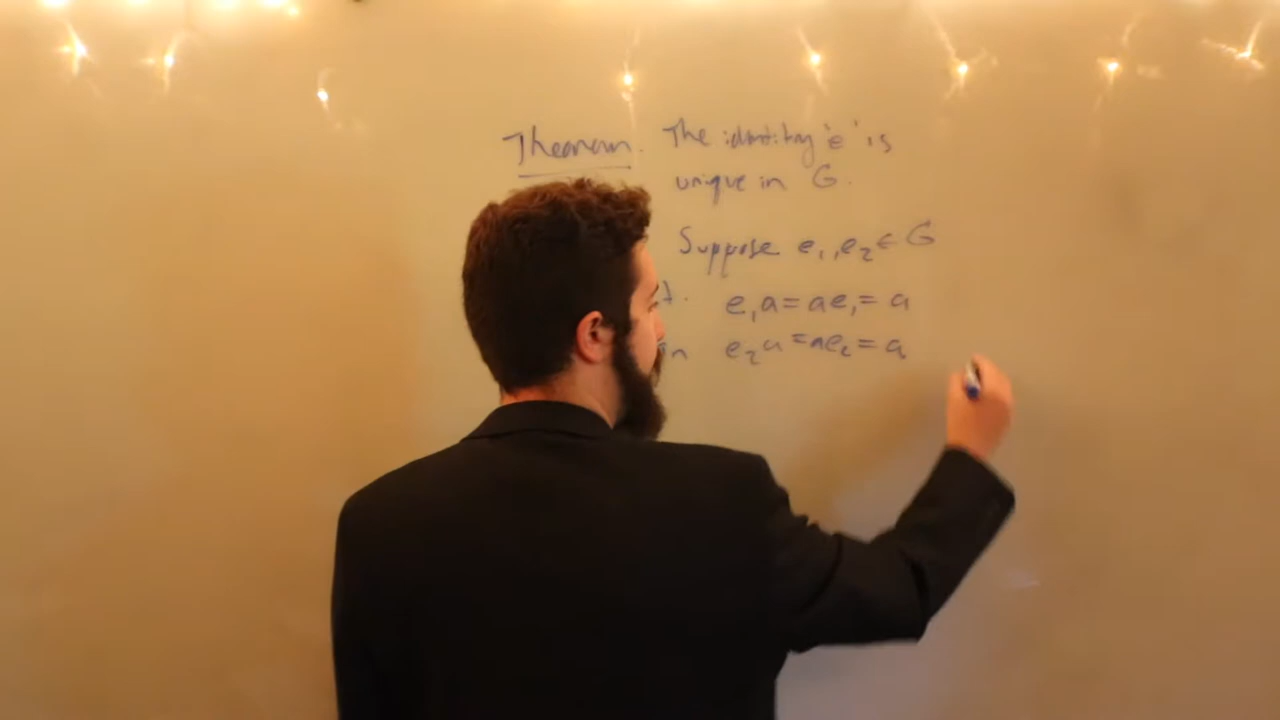 Theorem. The identity 'e' is
unique in G.
Suppose e₁, e₂ ∈ G
t. e₁a = ae₁ = a
n e₂a = ae₂ = a